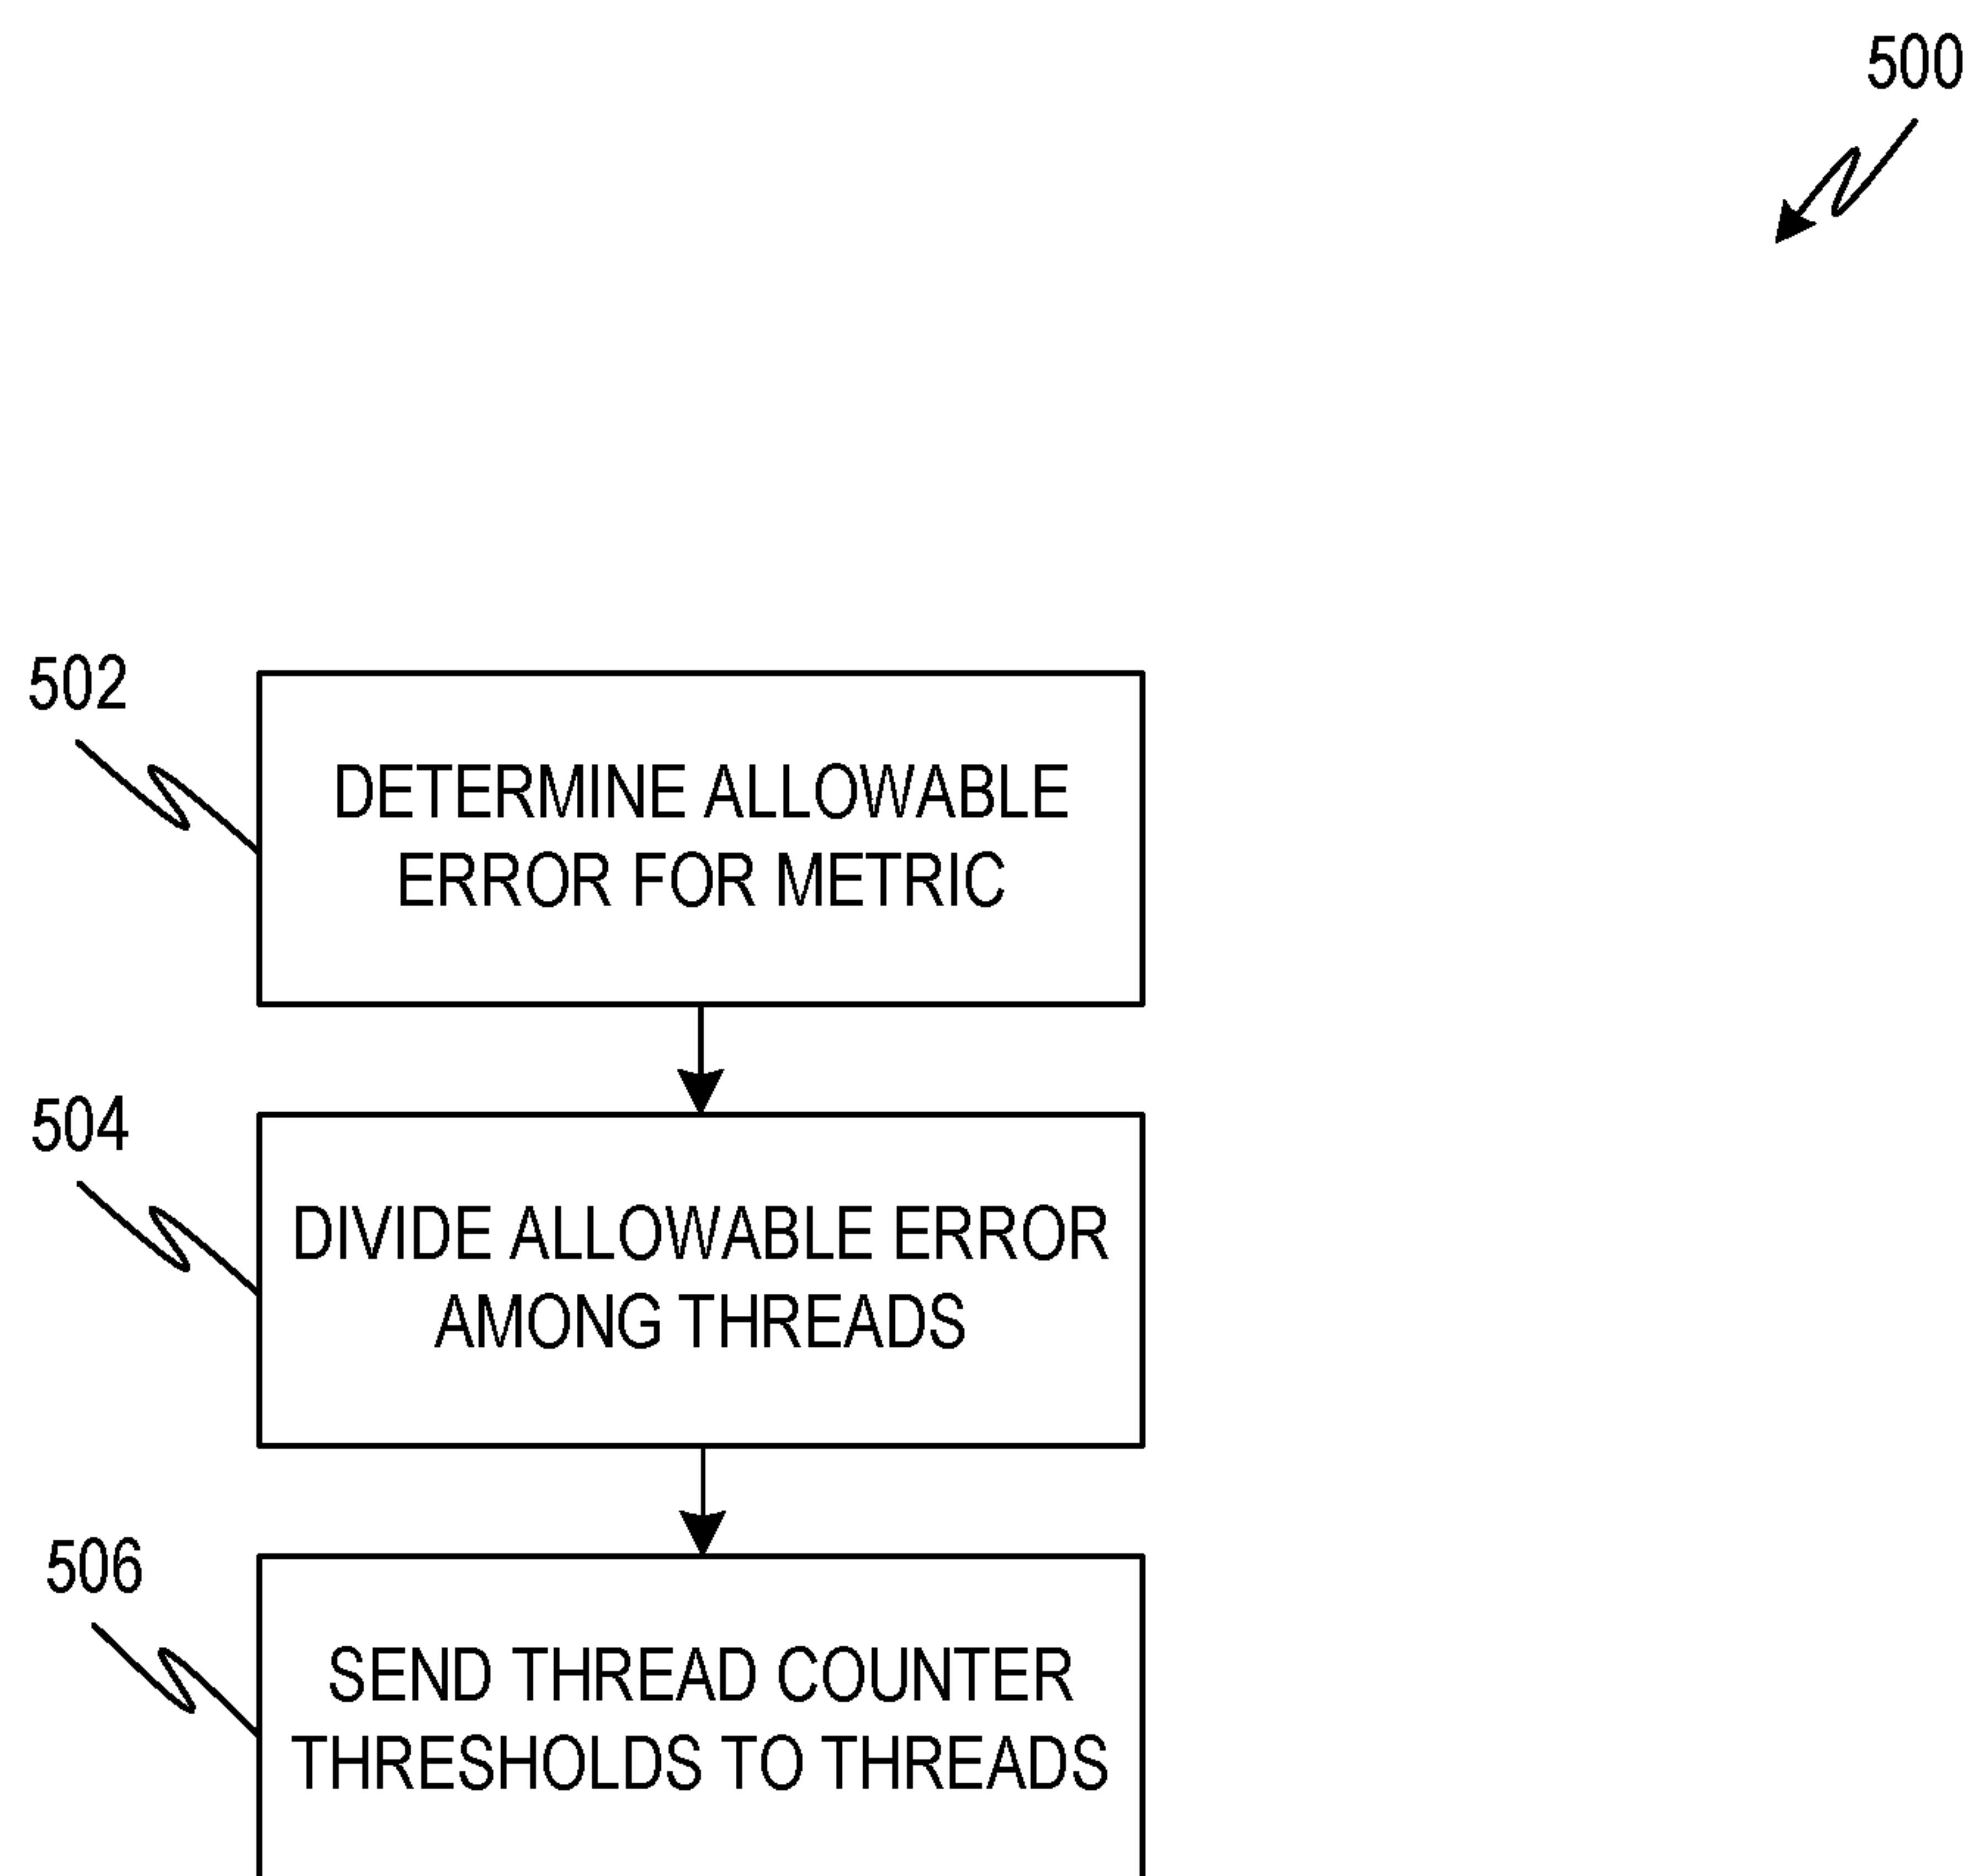 500
502
DETERMINE ALLOWABLE
ERROR FOR METRIC
504
DIVIDE ALLOWABLE ERROR
AMONG THREADS
506
SEND THREAD COUNTER
THRESHOLDS TO THREADS